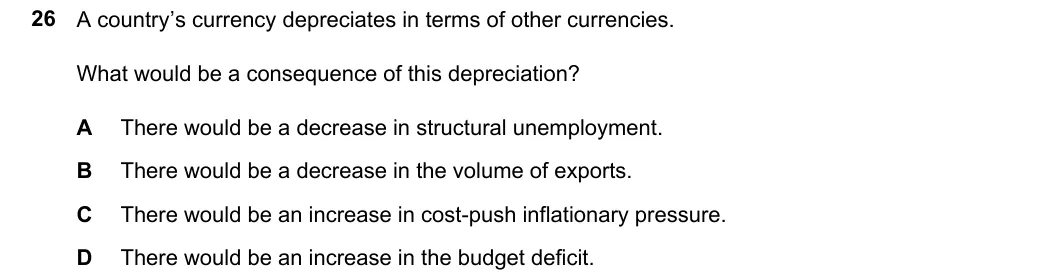 26 A country’s currency depreciates in terms of other currencies.
What would be a consequence of this depreciation?
A There would be a decrease in structural unemployment.
B There would be a decrease in the volume of exports.
C There would be an increase in cost-push inflationary pressure.
D There would be an increase in the budget deficit.